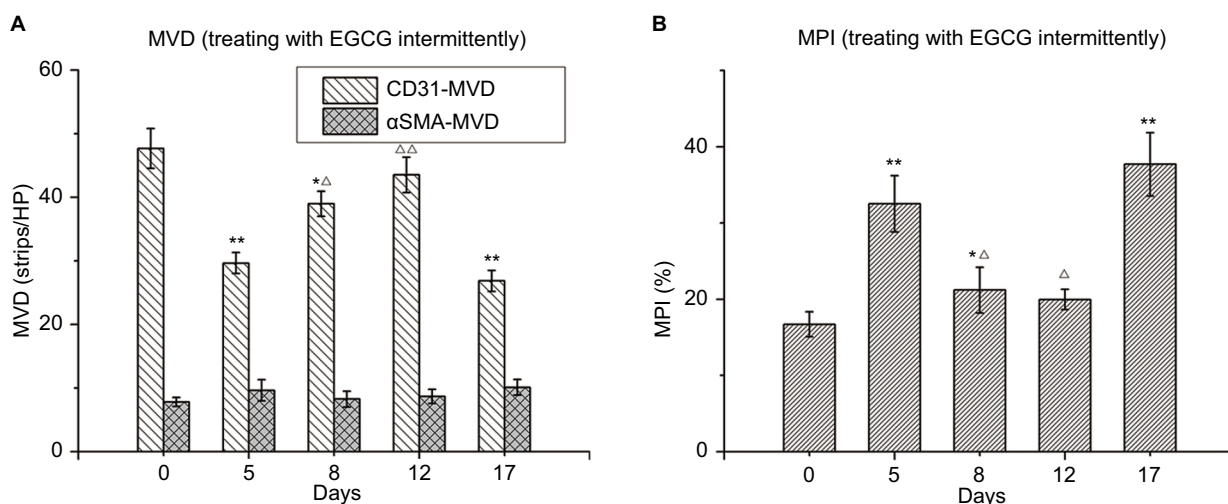 A
MVD (treating with EGCG intermittently)
60
40
20
0
MVD (strips/HP)
CD31-MVD
αSMA-MVD
**
*△
△△
**
0 5 8 12 17
Days
B
MPI (treating with EGCG intermittently)
40
20
0
MPI (%)
**
*△
△
**
0 5 8 12 17
Days